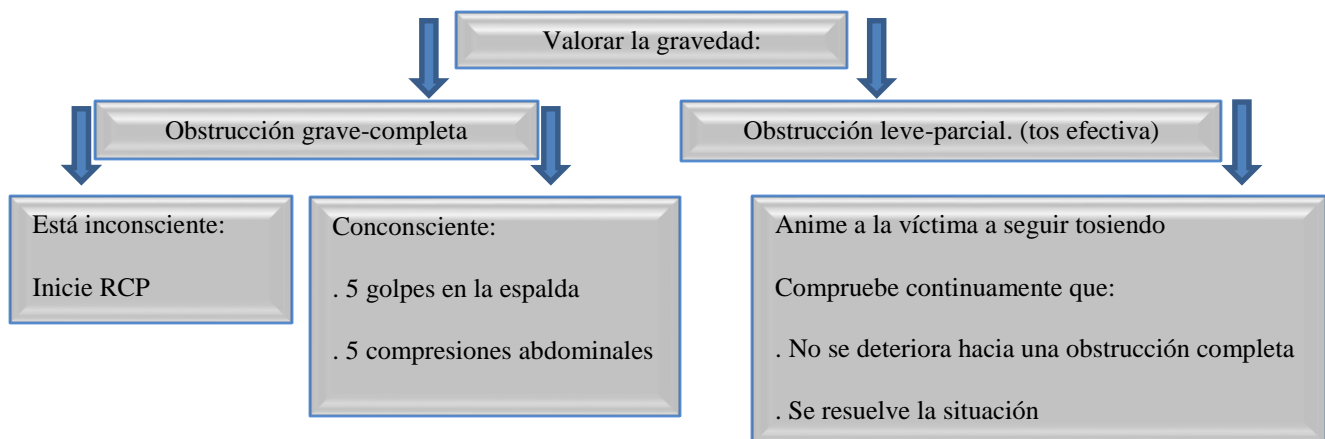 Valorar la gravedad:
Obstrucción grave-completa
Obstrucción leve-parcial. (tos efectiva)
Está inconsciente:
Inicie RCP
Conconsciente:
. 5 golpes en la espalda
. 5 compresiones abdominales
Anime a la víctima a seguir tosiendo
Compruebe continuamente que:
. No se deteriora hacia una obstrucción completa
. Se resuelve la situación